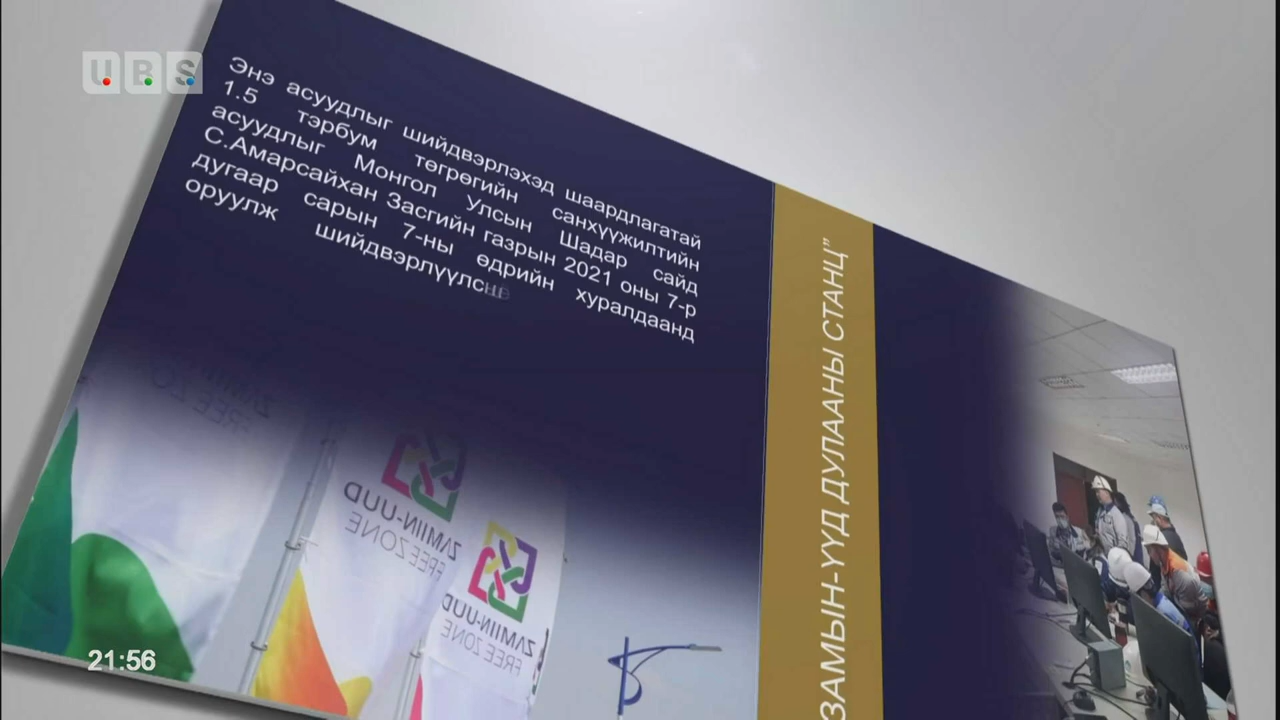 UBS
Энэ асуудлыг шийдвэрлэхэд шаардлагатай
1.5 тэрбум төгрөгийн санхүүжилтийн
асуудлыг Монгол Улсын Шадар сайд
С.Амарсайхан Засгийн газрын 2021 оны 7-р
дугаар сарын 7-ны өдрийн хуралдаанд
оруулж шийдвэрлүүлсэн
ЗАМЫН-ҮҮД ДУЛААНЫ СТАНЦ”
ZAMIIN-UUD
FREE ZONE
ZAMIIN-UUD
FREE ZONE
21:56